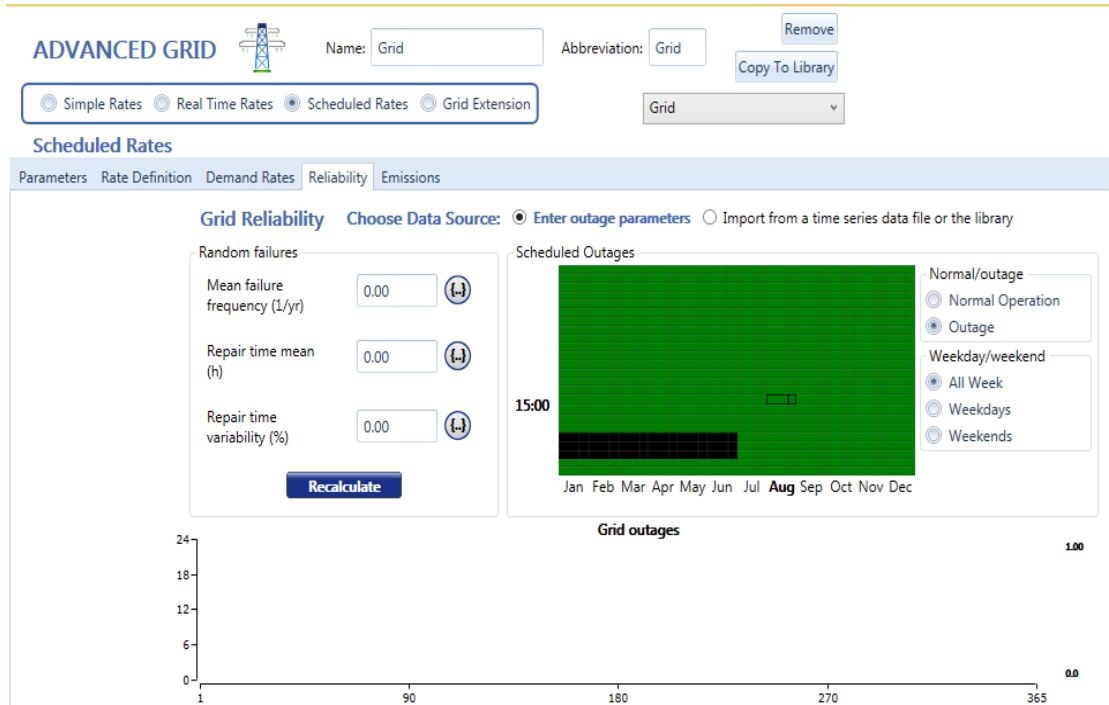 ADVANCED GRID Name: Grid Abbreviation: Grid Remove
Copy To Library
Simple Rates Real Time Rates Scheduled Rates Grid Extension Grid
Scheduled Rates
Parameters Rate Definition Demand Rates Reliability Emissions
Grid Reliability Choose Data Source: Enter outage parameters Import from a time series data file or the library
Random failures
Mean failure
frequency (1/yr)
0.00 {..}
Repair time mean
(h)
0.00 {..}
Repair time
variability (%)
0.00 {..}
Recalculate
Scheduled Outages
15:00
Jan Feb Mar Apr May Jun Jul Aug Sep Oct Nov Dec
Normal/outage
Normal Operation
Outage
Weekday/weekend
All Week
Weekdays
Weekends
Grid outages
24
18
12
6
0
1 90 180 270 365
1.00
0.0